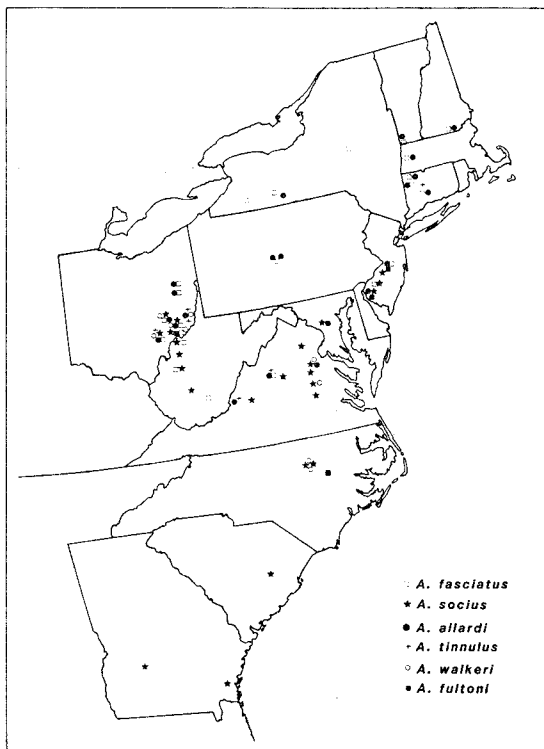 A. fasciatus
A. socius
A. allardi
A. tinnulus
A. walkeri
A. fultoni